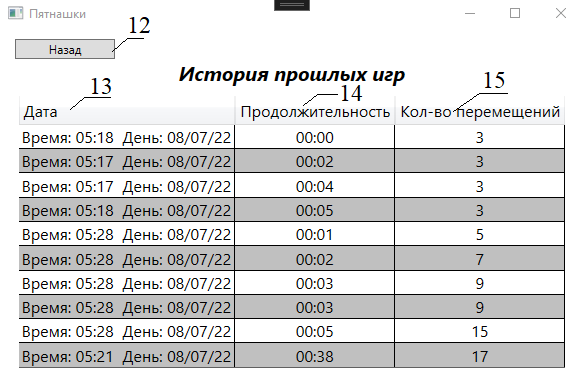 Пятнашки
12
Назад
История прошлых игр
13 14 15
Дата Продолжительность Кол-во перемещений
Время: 05:18 День: 08/07/22 00:00 3
Время: 05:17 День: 08/07/22 00:02 3
Время: 05:17 День: 08/07/22 00:04 3
Время: 05:18 День: 08/07/22 00:05 3
Время: 05:28 День: 08/07/22 00:01 5
Время: 05:28 День: 08/07/22 00:02 7
Время: 05:28 День: 08/07/22 00:03 9
Время: 05:28 День: 08/07/22 00:03 9
Время: 05:28 День: 08/07/22 00:05 15
Время: 05:21 День: 08/07/22 00:38 17